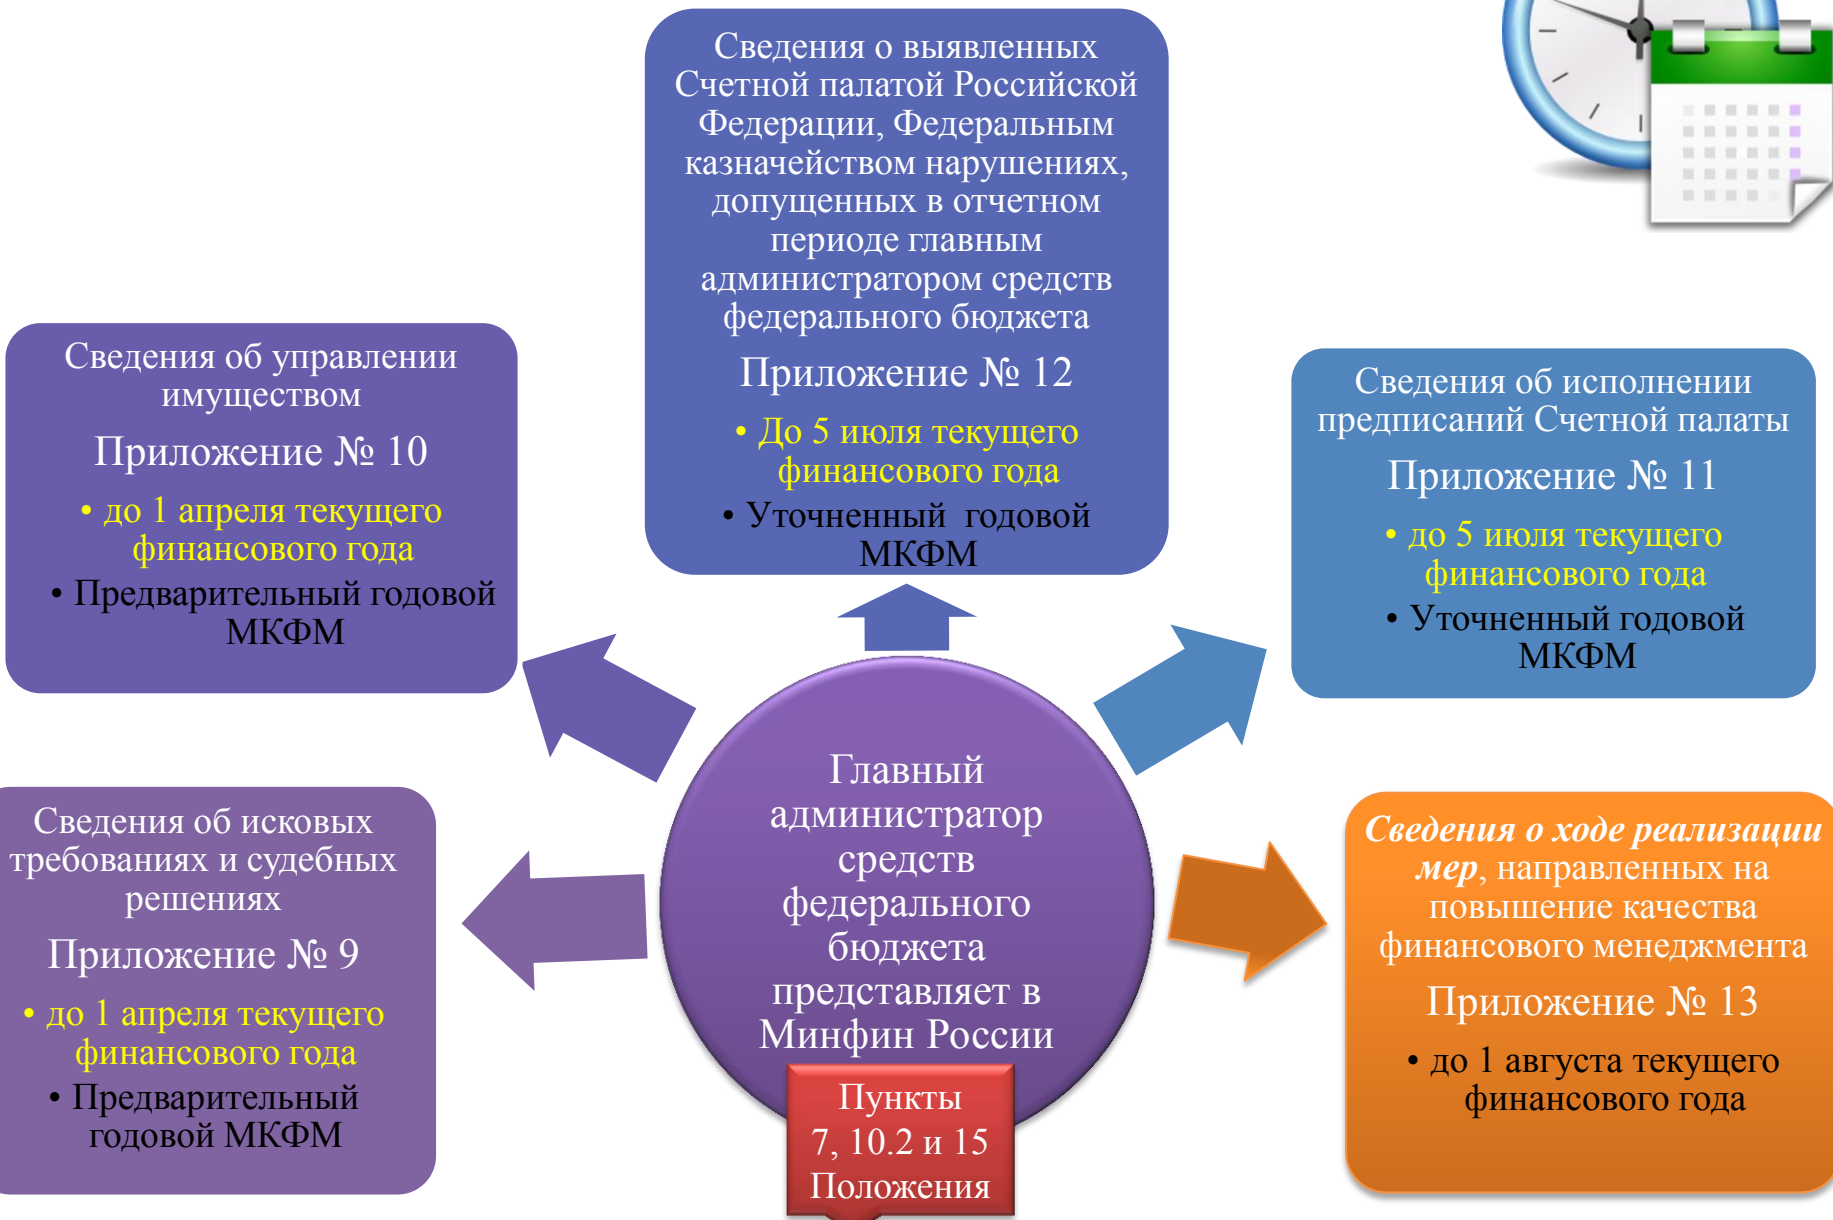 Сведения о выявленных
Счетной палатой Российской
Федерации, Федеральным
казначейством нарушениях,
допущенных в отчетном
периоде главным
администратором средств
федерального бюджета
Приложение № 12
• До 5 июля текущего
финансового года
• Уточненный годовой
МКФМ
Сведения об управлении
имуществом
Приложение № 10
• до 1 апреля текущего
финансового года
• Предварительный годовой
МКФМ
Сведения об исполнении
предписаний Счетной палаты
Приложение № 11
• до 5 июля текущего
финансового года
• Уточненный годовой
МКФМ
Сведения об исковых
требованиях и судебных
решениях
Приложение № 9
• до 1 апреля текущего
финансового года
• Предварительный
годовой МКФМ
Главный
администратор
средств
федерального
бюджета
представляет в
Минфин России
Пункты
7, 10.2 и 15
Положения
Сведения о ходе реализации
мер, направленных на
повышение качества
финансового менеджмента
Приложение № 13
• до 1 августа текущего
финансового года